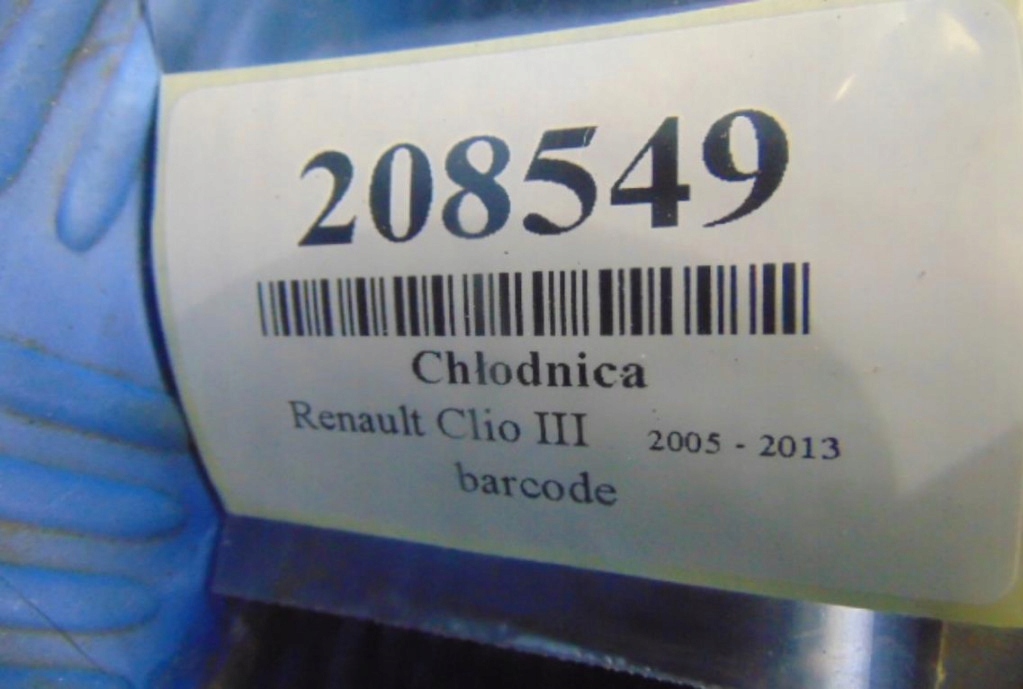 208549
Chłodnica
Renault Clio III 2005 - 2013
barcode